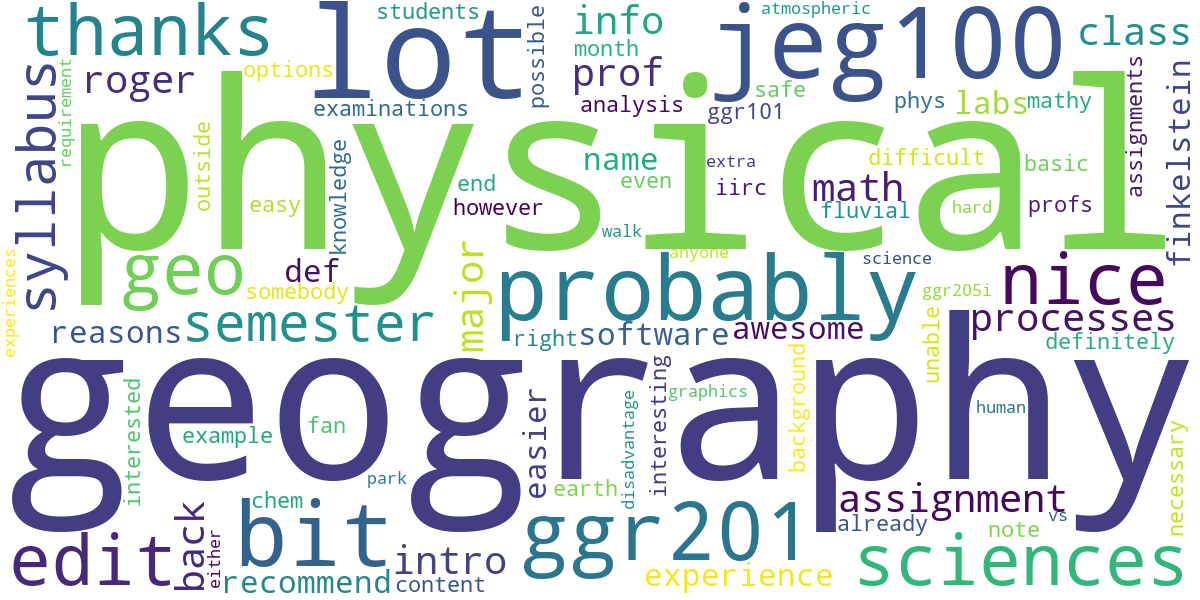 thanks
lot
students
info
month
prof
jeg100
atmospheric
class
possible
roger
options
examinations
analysis
ggr101
safe
phys
labs
mathy
assignments
finkelstein
syllabus
requirement
physical
outside
easy
knowledge
end
however
name
even
extra
iirc
math
fluvial
difficult
hard
basic
profs
walk
anyone
science
geo
def
somebody
major
probably
ggr205i
nice
processes
experiences
reasons
semester
right
software
awesome
unable
definitely
geography
interested
example
fan
park
easier
disadvantage
interesting
graphics
background
human
necessary
chem
earth
assignment
already
vs
note
edit
back
either
bit
recommend
intro
content
ggr201
experience
sciences